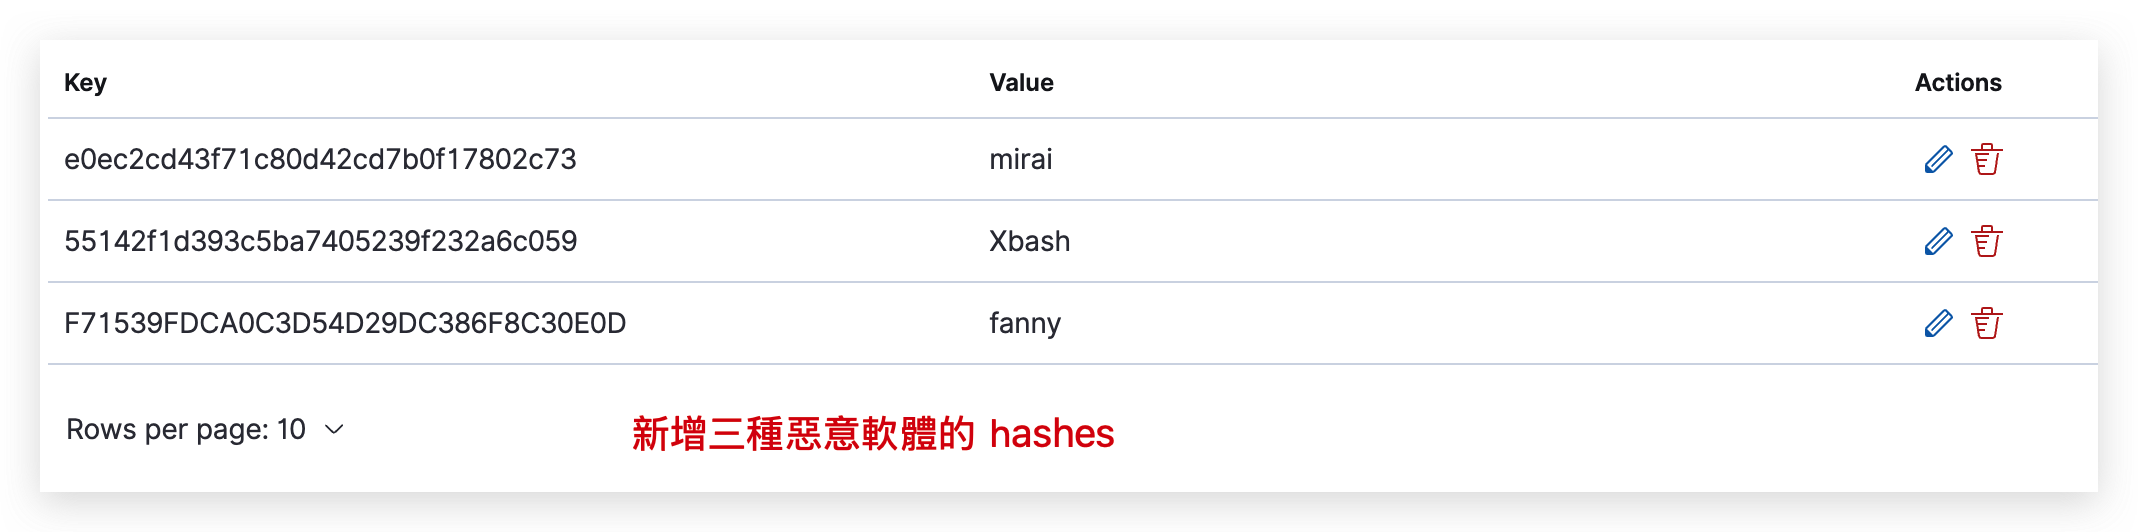 Key Value Actions
e0ec2cd43f71c80d42cd7b0f17802c73 mirai
55142f1d393c5ba7405239f232a6c059 Xbash
F71539FDCA0C3D54D29DC386F8C30E0D fanny
Rows per page: 10 新增三種惡意軟體的 hashes